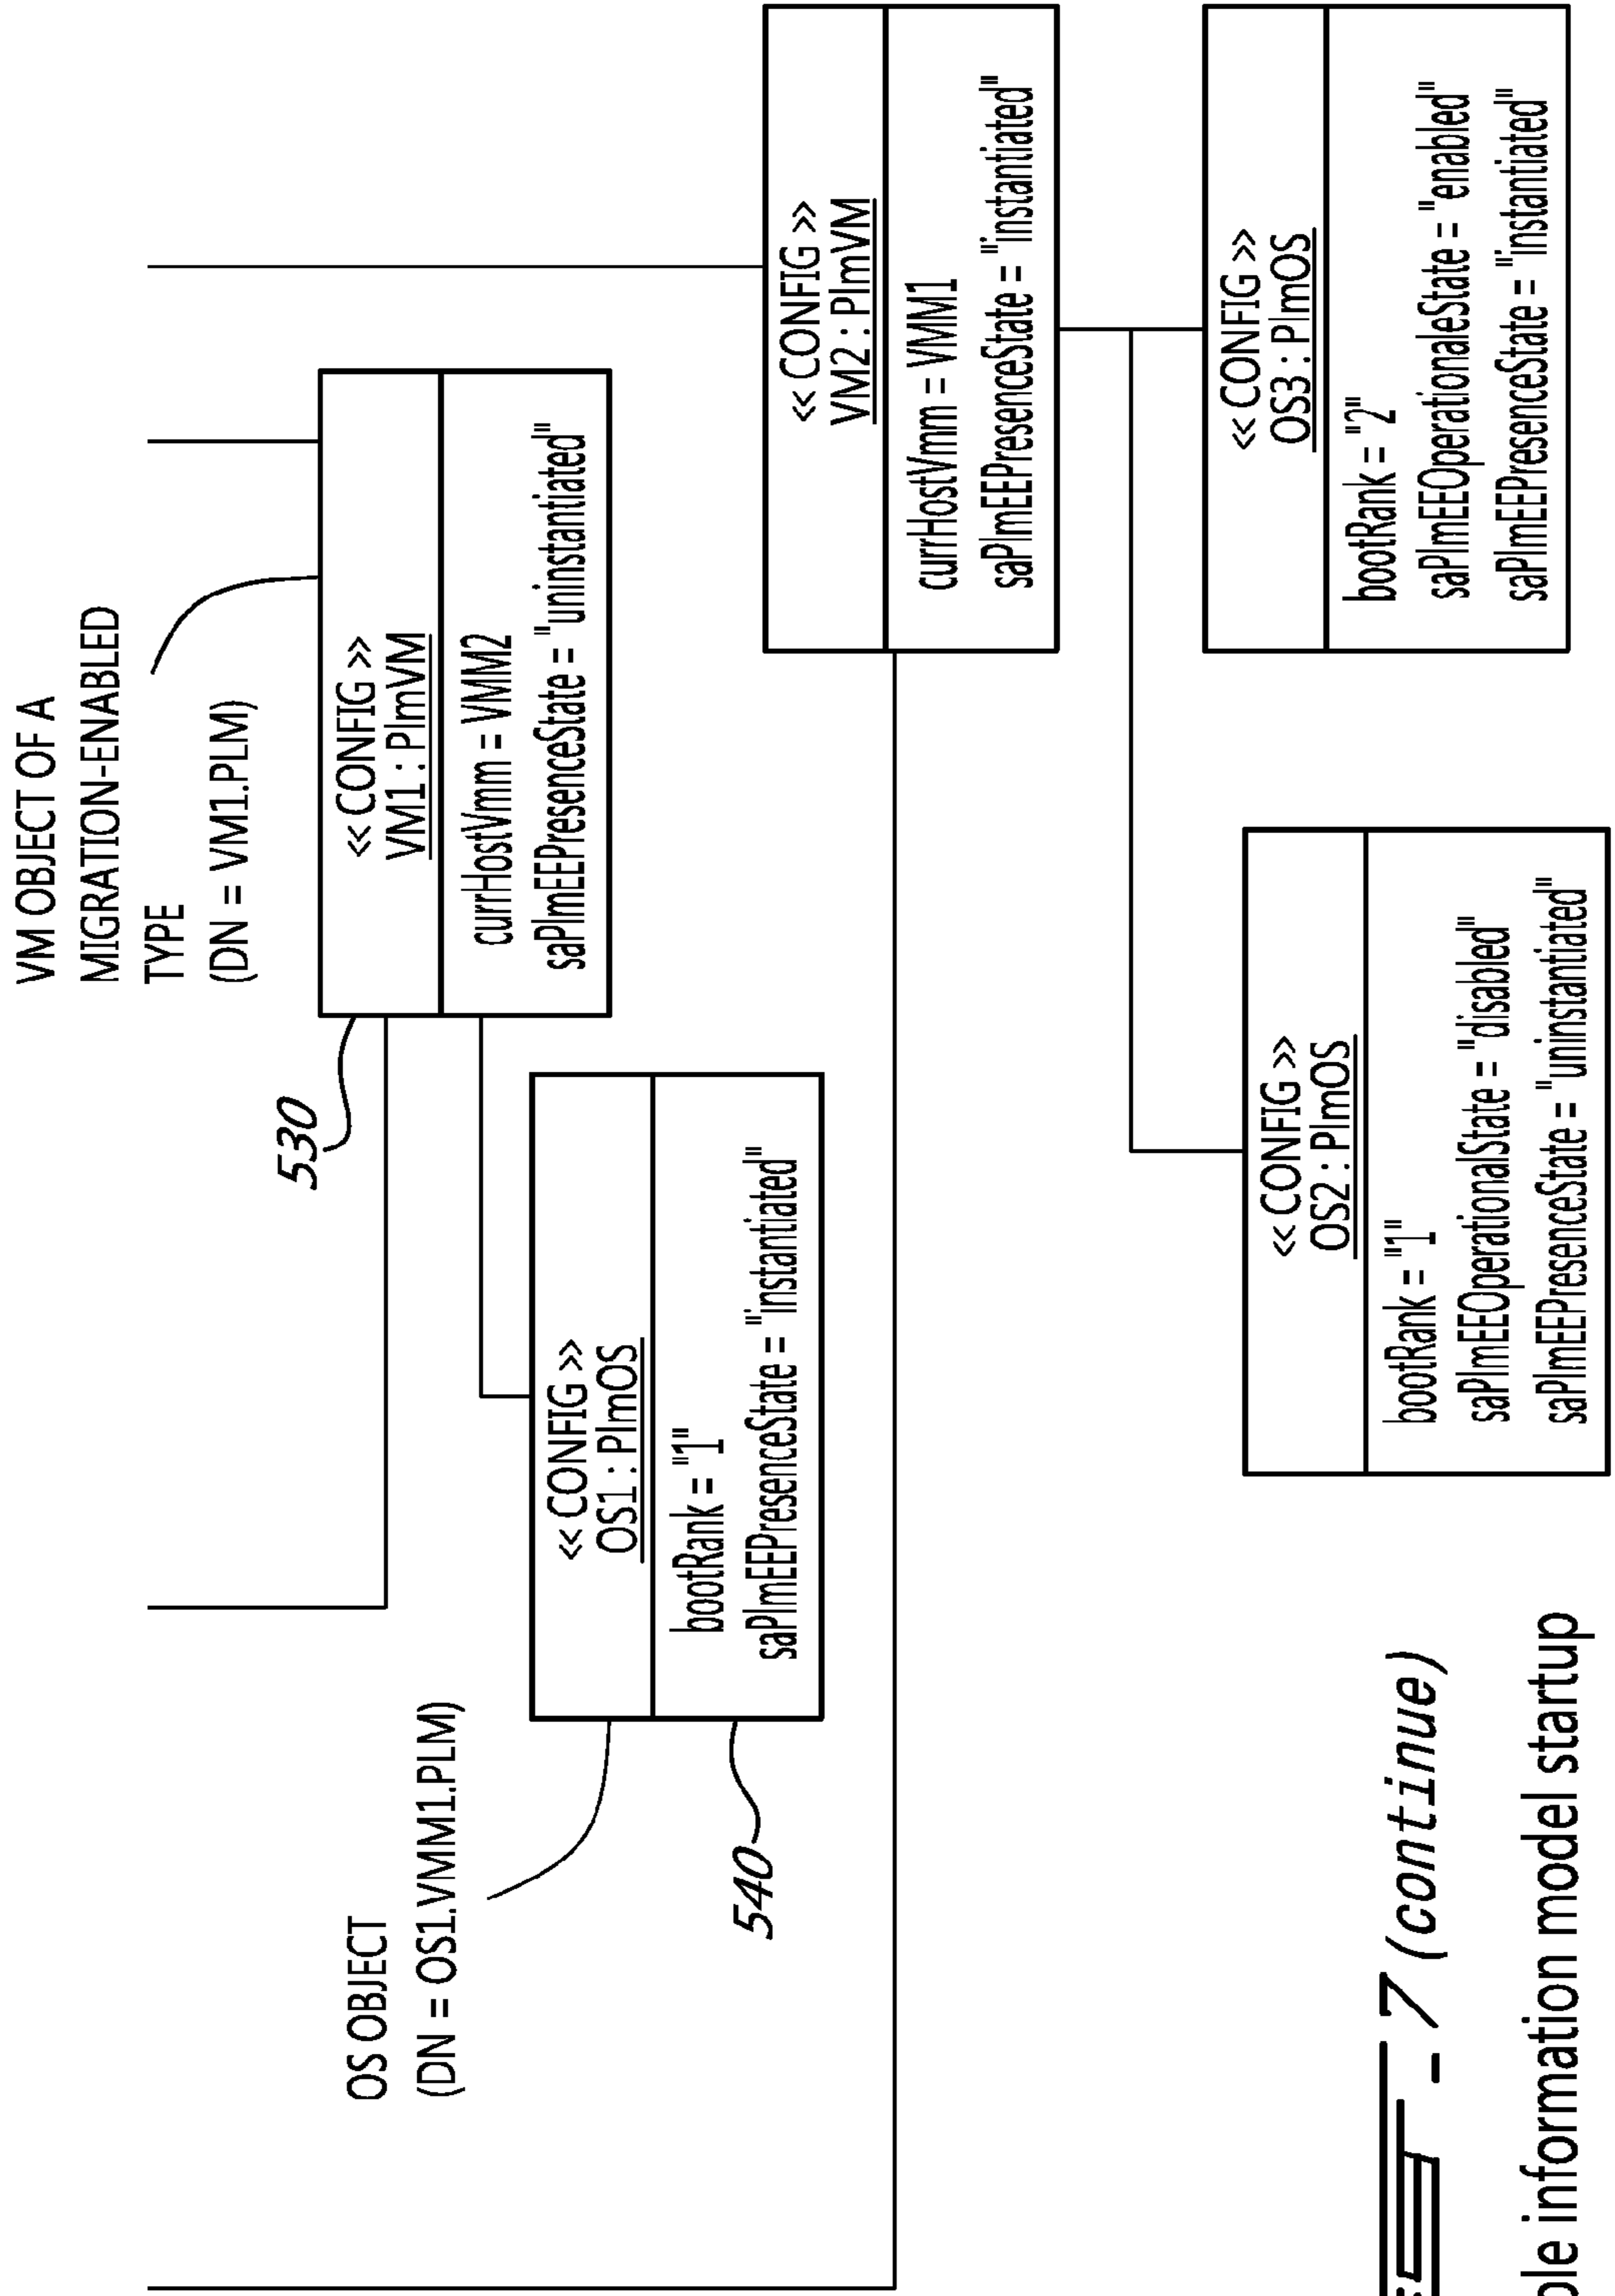 VM OBJECT OF A
MIGRATION-ENABLED
TYPE
(DN = VM1.PLM)
530
<< CONFIG >>
VM1 : PlmVM
currHostVmm = VMM2
saPlmEEPresenceState = "uninstantiated"
OS OBJECT
(DN = OS1.VMM1.PLM)
540
<< CONFIG >>
OS1 : PlmOS
bootRank = "1"
saPlmEEPresenceState = "instantiated"
<< CONFIG >>
VM2 : PlmVM
currHostVmm = VMM1
saPlmEEPresenceState = "instantiated"
<< CONFIG >>
OS2 : PlmOS
bootRank = "1"
saPlmEEOperationalState = "disabled"
saPlmEEPresenceState = "uninstantiated"
<< CONFIG >>
OS3 : PlmOS
bootRank = "2"
saPlmEEOperationaleState = "enabled"
saPlmEEPresenceState = "instantiated"
- 7 (continue)
information model startup